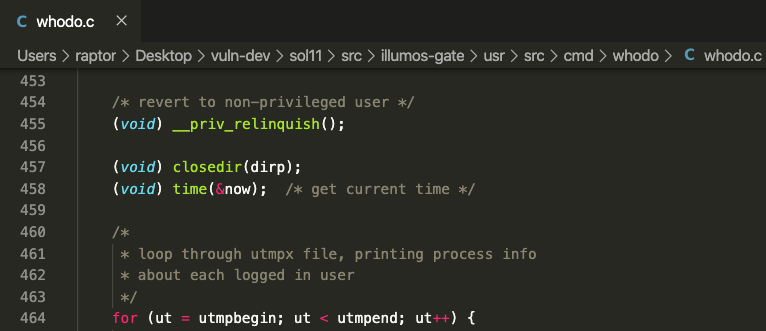 C whodo.c ×
Users > raptor > Desktop > vuln-dev > sol11 > src > illumos-gate > usr > src > cmd > whodo > C whodo.c
453
454 /* revert to non-privileged user */
455 (void) __priv_relinquish();
456
457 (void) closedir(dirp);
458 (void) time(&now); /* get current time */
459
460 /*
461 * loop through utmpx file, printing process info
462 * about each logged in user
463 */
464 for (ut = utmpbegin; ut < utmpend; ut++) {